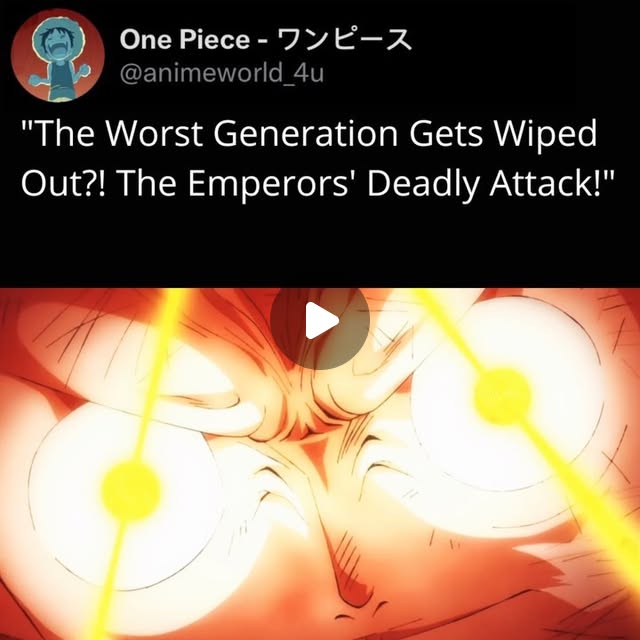 One Piece - ワンピース
@animeworld_4u
"The Worst Generation Gets Wiped
Out?! The Emperors' Deadly Attack!"